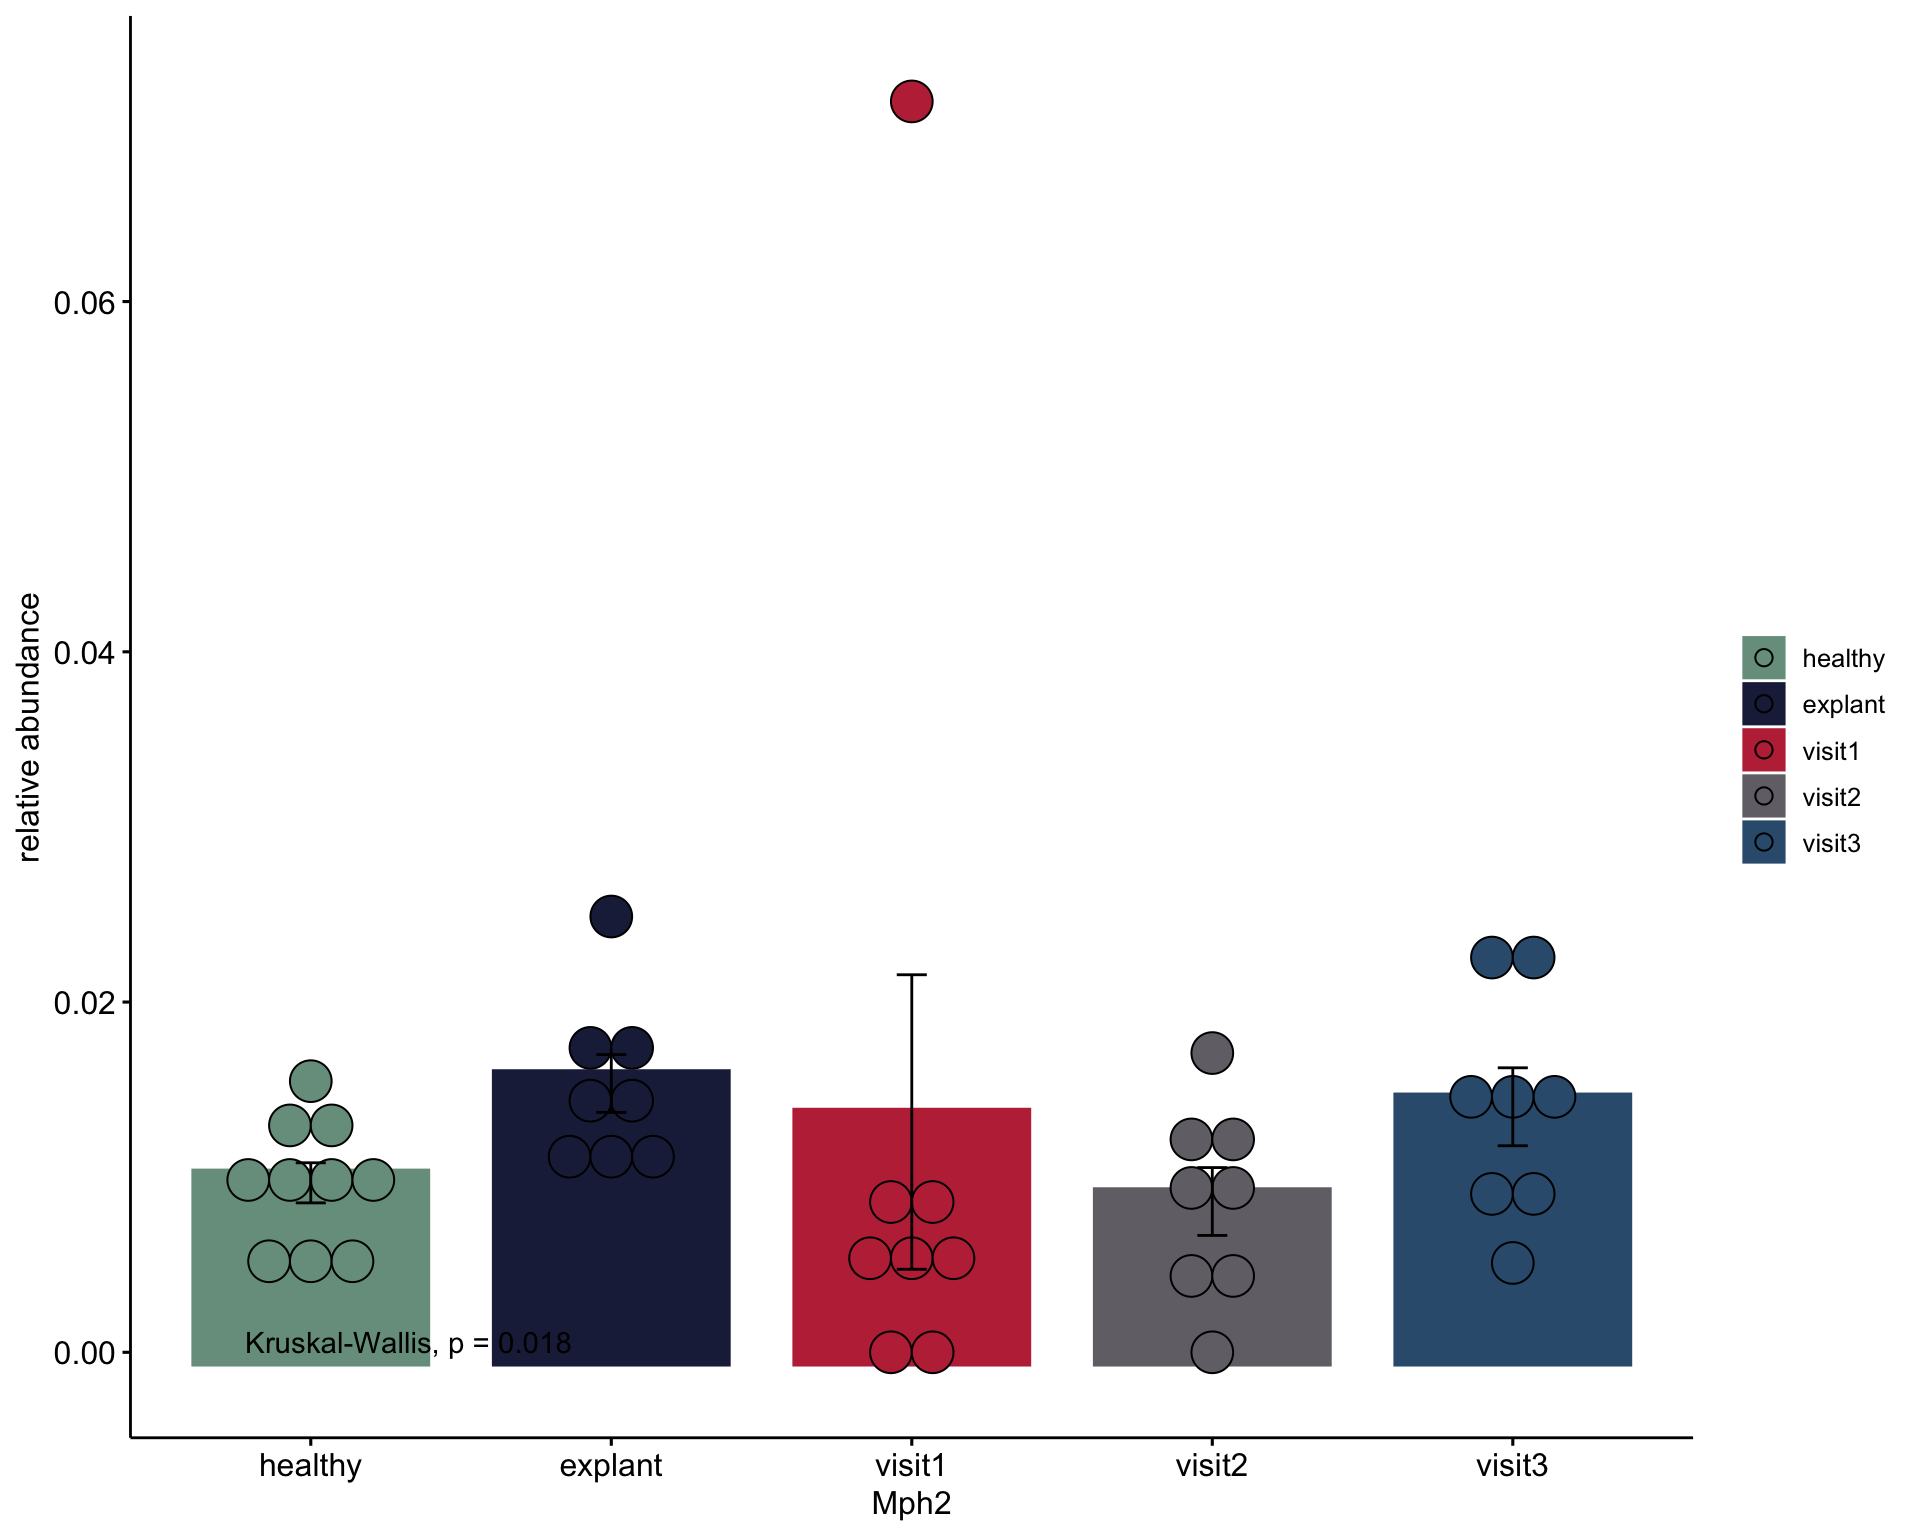 0.06
0.04
0.02
0.00
relative abundance
Kruskal-Wallis, p = 0.018
healthy
explant
visit1
visit2
visit3
Mph2
healthy
explant
visit1
visit2
visit3